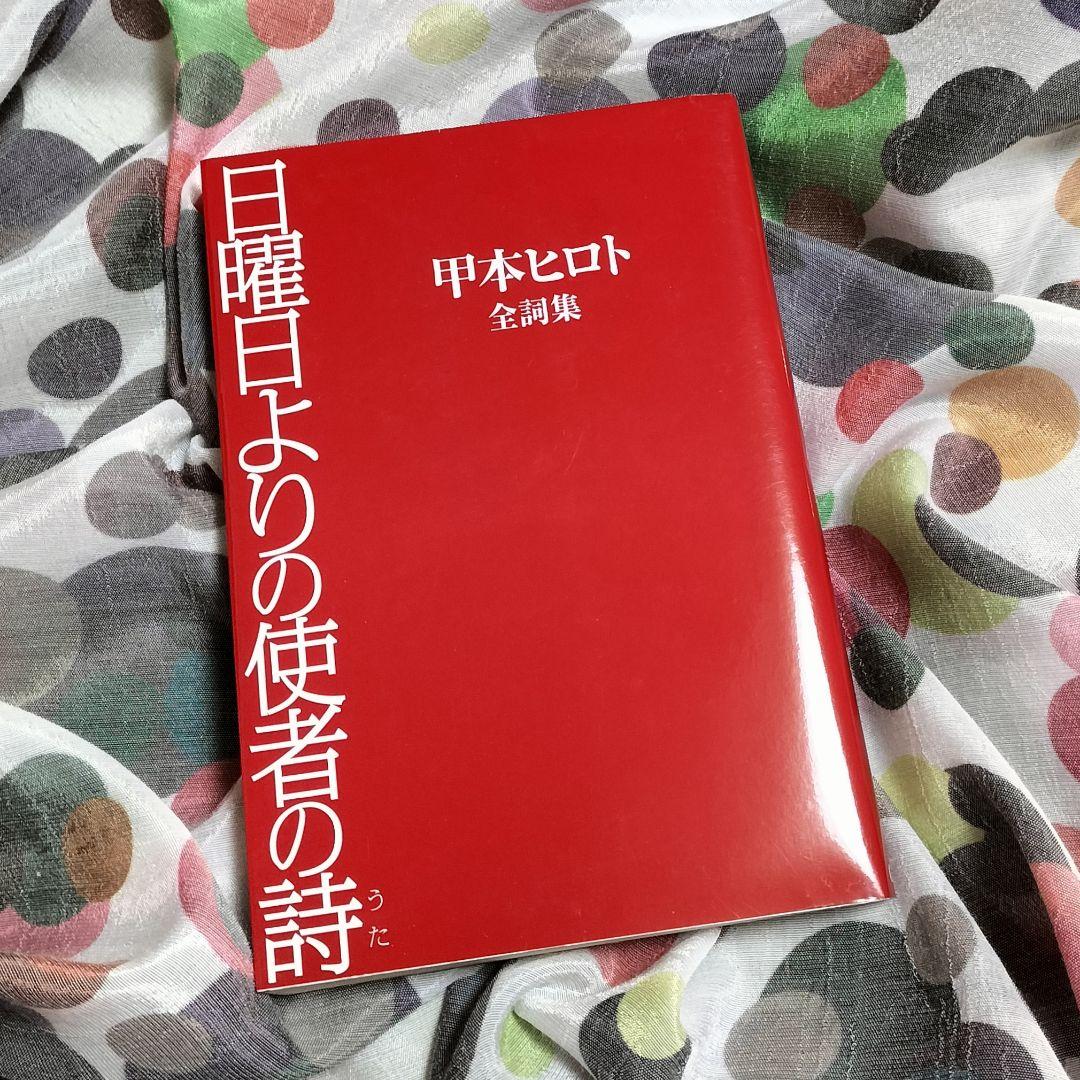 日曜日よりの使者の詩
うた
甲本ヒロト
全詞集